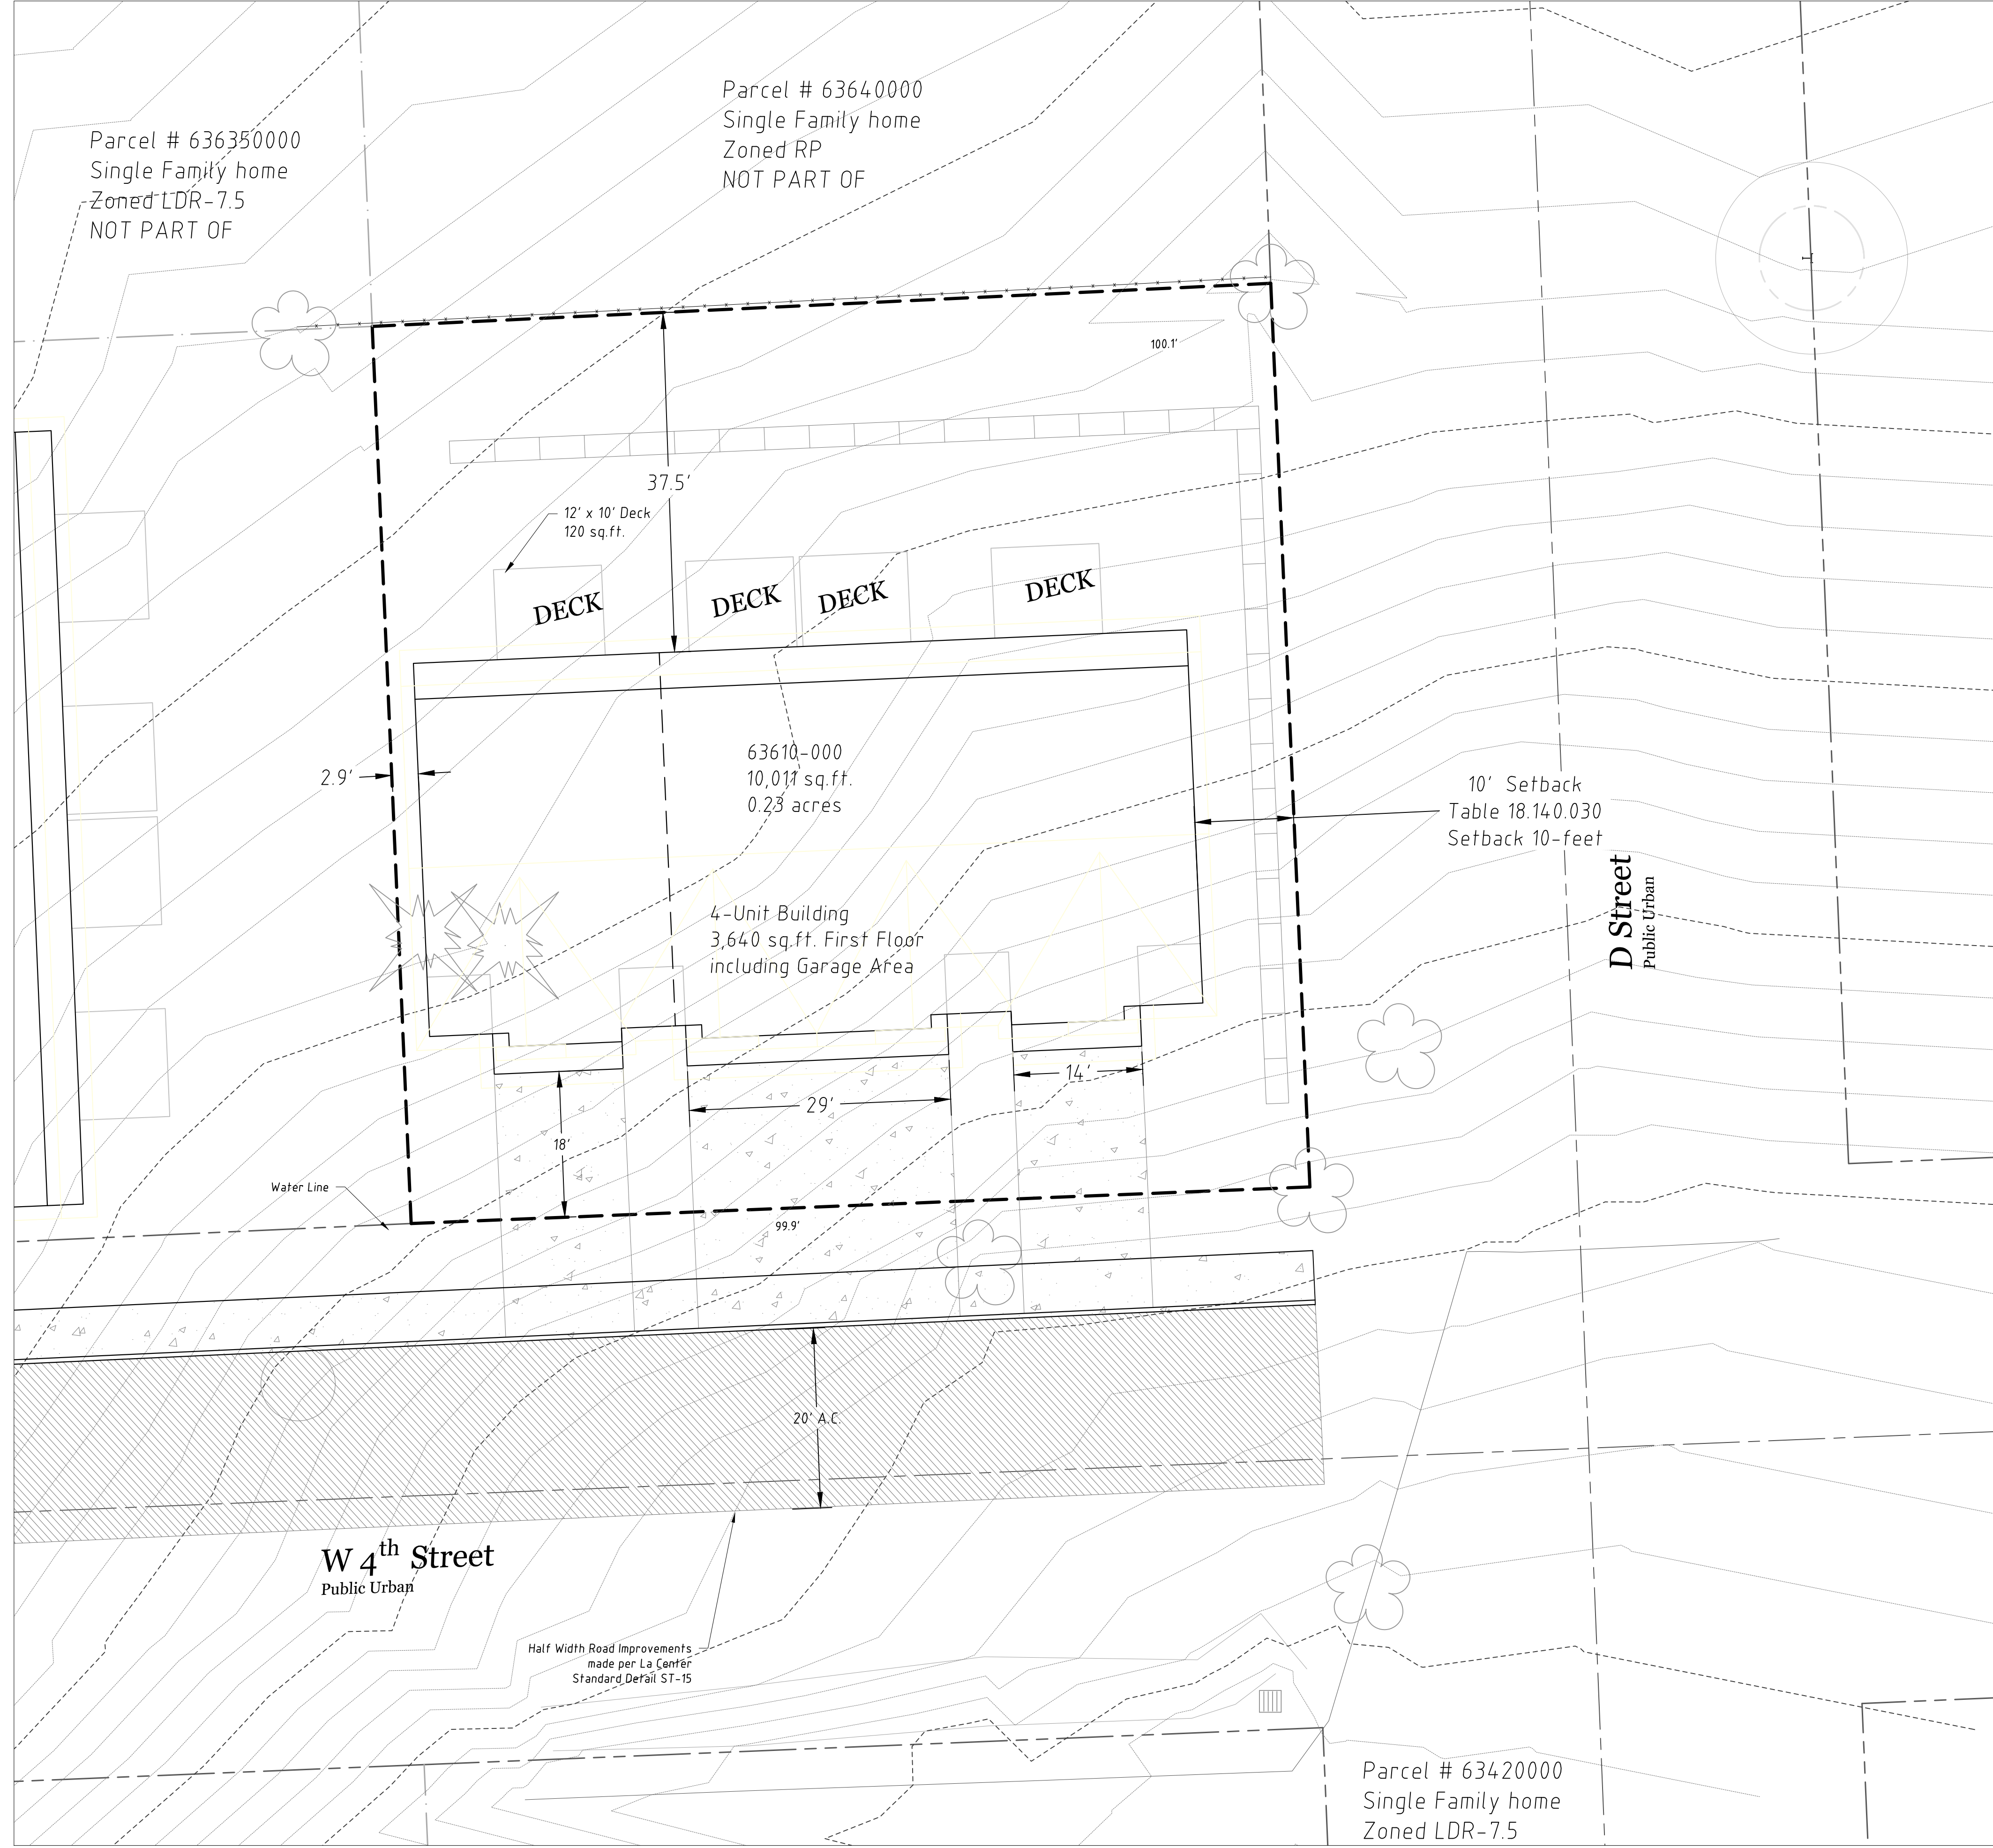 Parcel # 636350000
Single Family home
Zoned LDR-7.5
NOT PART OF
Parcel # 63640000
Single Family home
Zoned RP
NOT PART OF
100.1'
37.5'
12' x 10' Deck
120 sq.ft.
DECK
DECK
DECK
DECK
63610-000
10,011 sq.ft.
0.23 acres
2.9'
10' Setback
Table 18.140.030
Setback 10-feet
D Street
Public Urban
4-Unit Building
3,640 sq.ft. First Floor
including Garage Area
14'
29'
18'
Water Line
99.9'
20' A.C.
W 4th Street
Public Urban
Half Width Road Improvements
made per La Center
Standard Detail ST-15
Parcel # 63420000
Single Family home
Zoned LDR-7.5